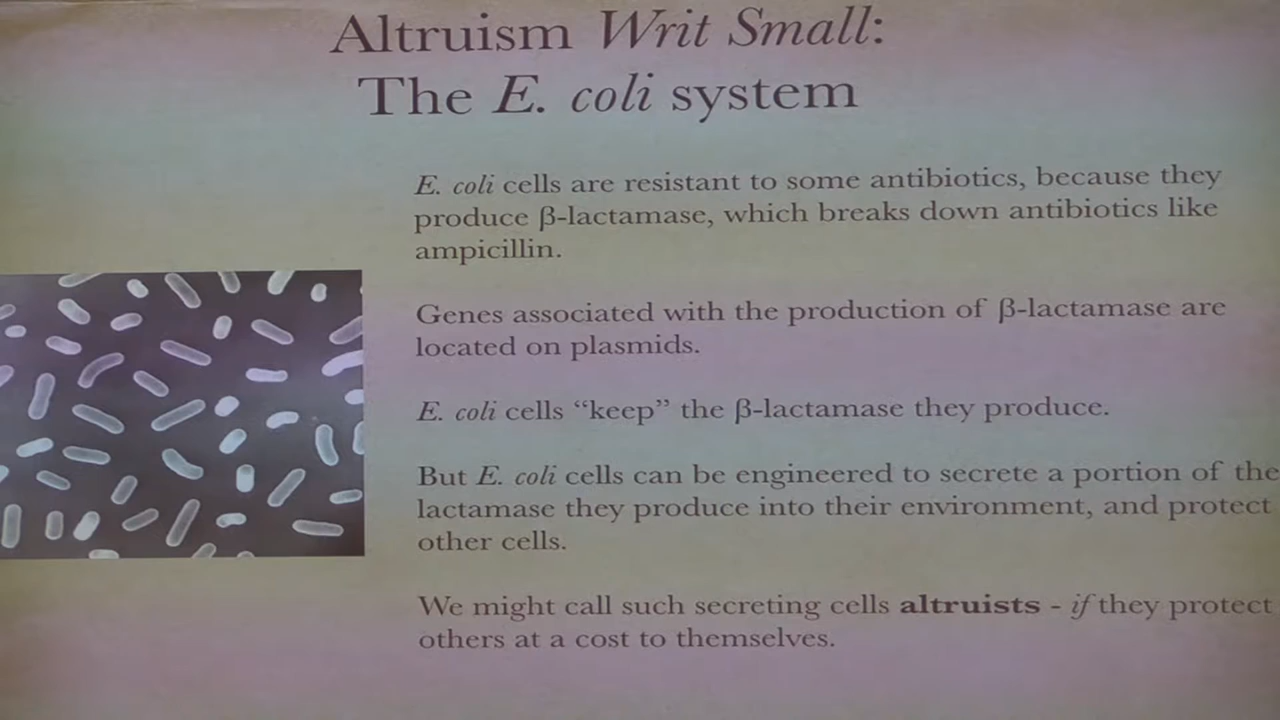 Altruism Writ Small:
The E. coli system
E. coli cells are resistant to some antibiotics, because they
produce β-lactamase, which breaks down antibiotics like
ampicillin.
Genes associated with the production of β-lactamase are
located on plasmids.
E. coli cells “keep” the β-lactamase they produce.
But E. coli cells can be engineered to secrete a portion of the
lactamase they produce into their environment, and protect
other cells.
We might call such secreting cells altruists - if they protect
others at a cost to themselves.